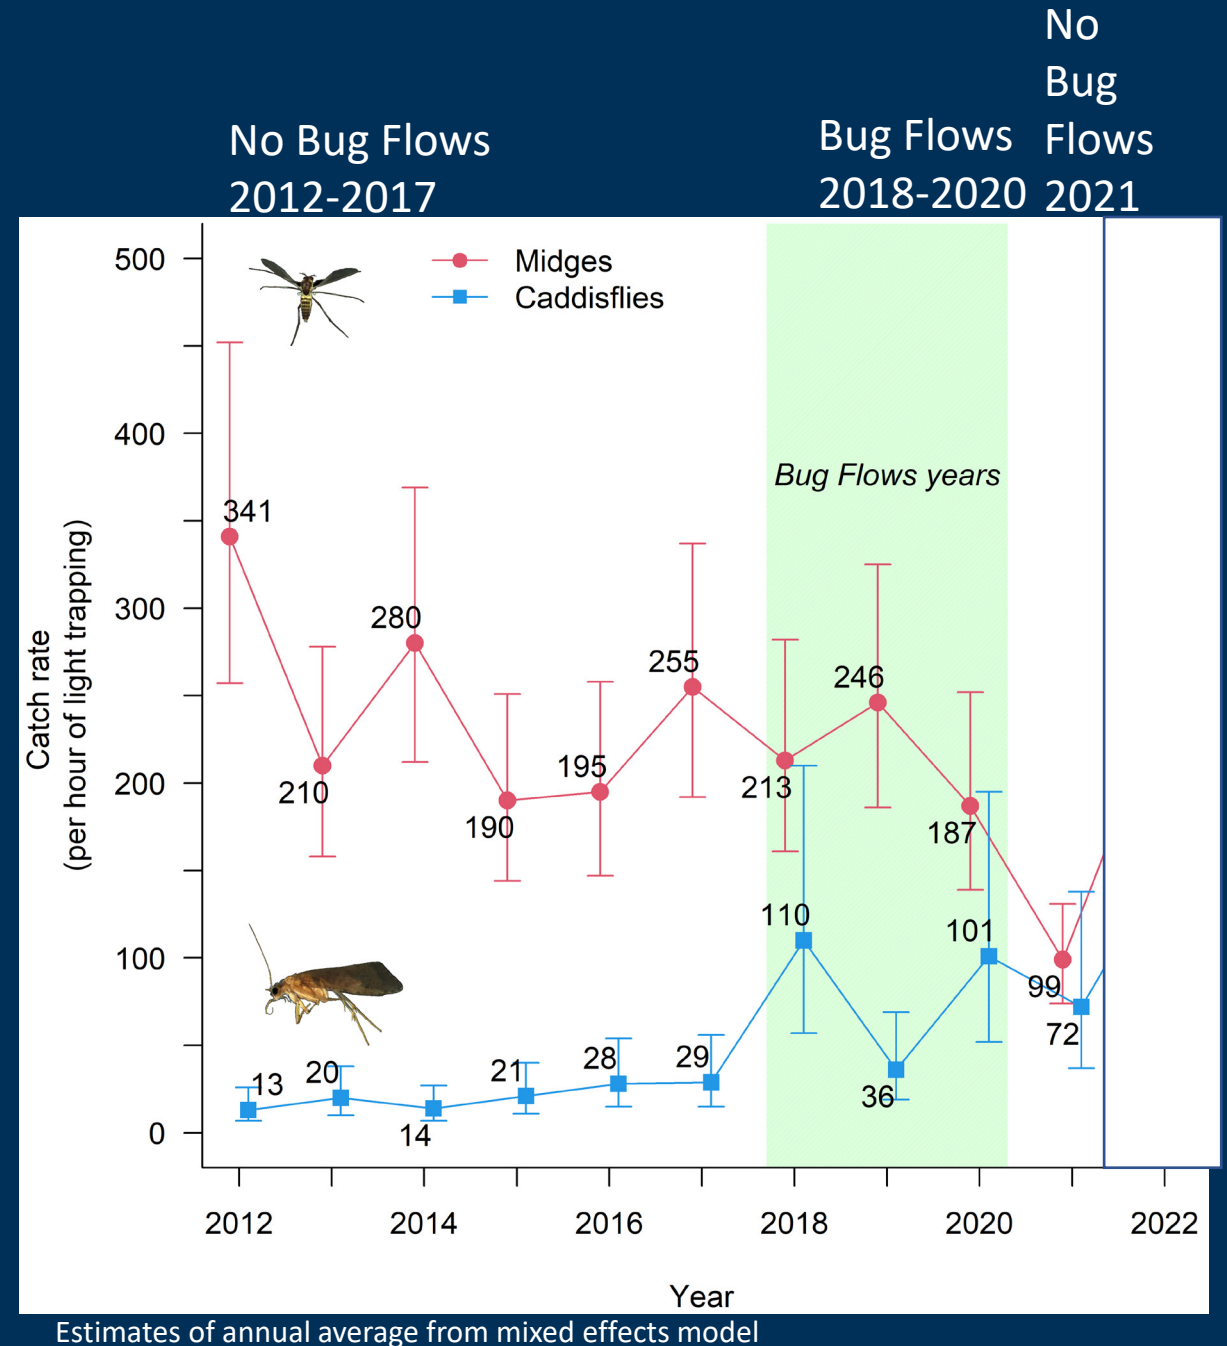 No
Bug
Flows
2021
No Bug Flows
2012-2017
Bug Flows
2018-2020
500
400
300
200
100
0
Catch rate
(per hour of light trapping)
Midges
Caddisflies
Bug Flows years
341
210
280
190
195
255
213
246
187
99
13
20
14
21
28
29
110
36
101
72
2012
2014
2016
2018
2020
2022
Year
Estimates of annual average from mixed effects model